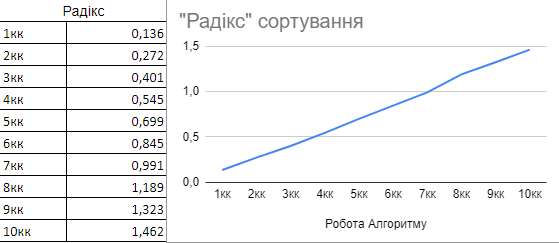 Радікс
1кк 0,136
2кк 0,272
3кк 0,401
4кк 0,545
5кк 0,699
6кк 0,845
7кк 0,991
8кк 1,189
9кк 1,323
10кк 1,462
"Радікс" сортування
1,5
1,0
0,5
0,0
1кк 2кк 3кк 4кк 5кк 6кк 7кк 8кк 9кк 10кк
Робота Алгоритму